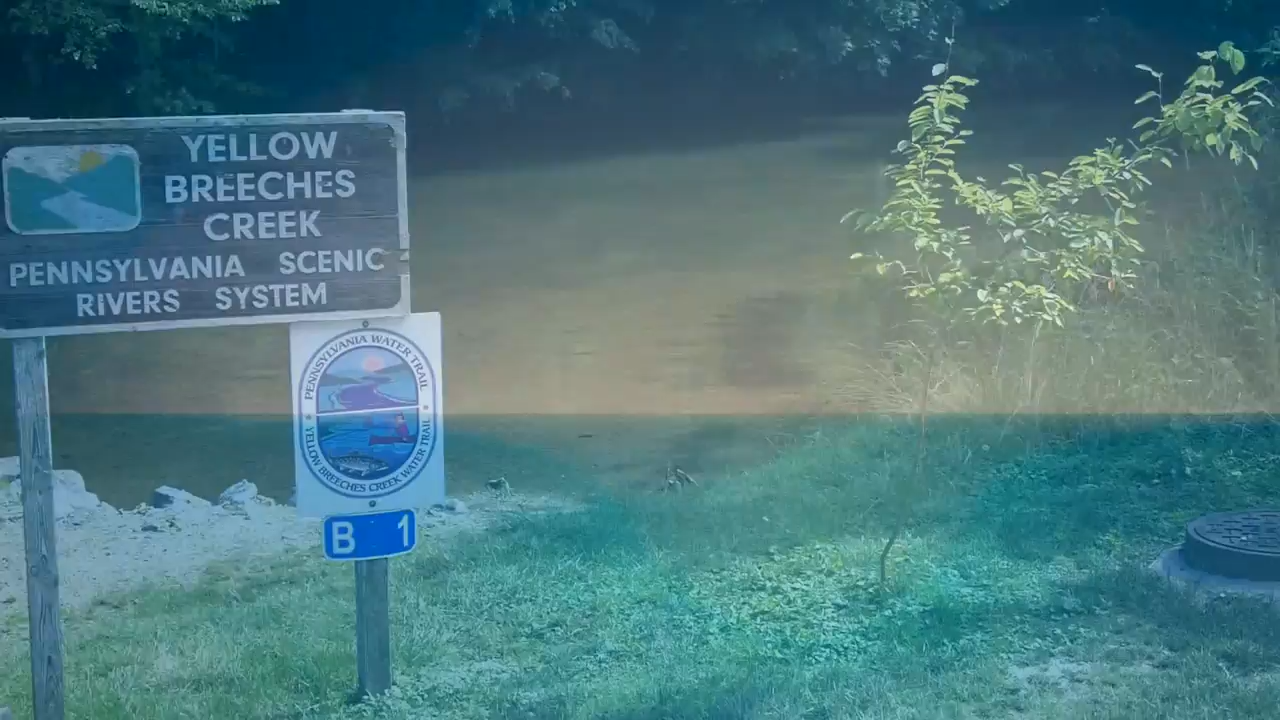 YELLOW
BREECHES
CREEK
PENNSYLVANIA SCENIC
RIVERS SYSTEM
PENNSYLVANIA WATER TRAIL
YELLOW BREECHES CREEK WATER TRAIL
B 1